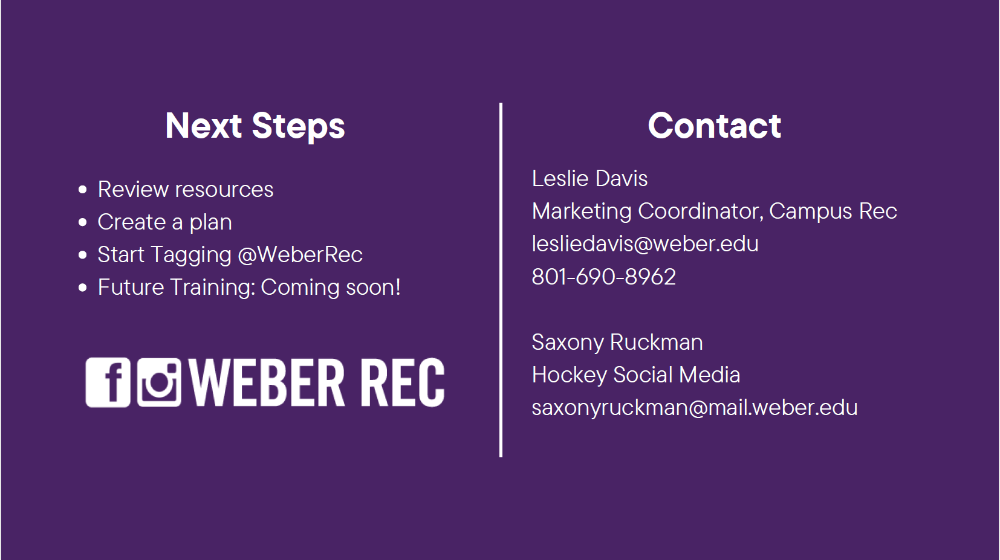 Next Steps
• Review resources
• Create a plan
• Start Tagging @WeberRec
• Future Training: Coming soon!
WEBER REC
Contact
Leslie Davis
Marketing Coordinator, Campus Rec
lesliedavis@weber.edu
801-690-8962
Saxony Ruckman
Hockey Social Media
saxonyruckman@mail.weber.edu